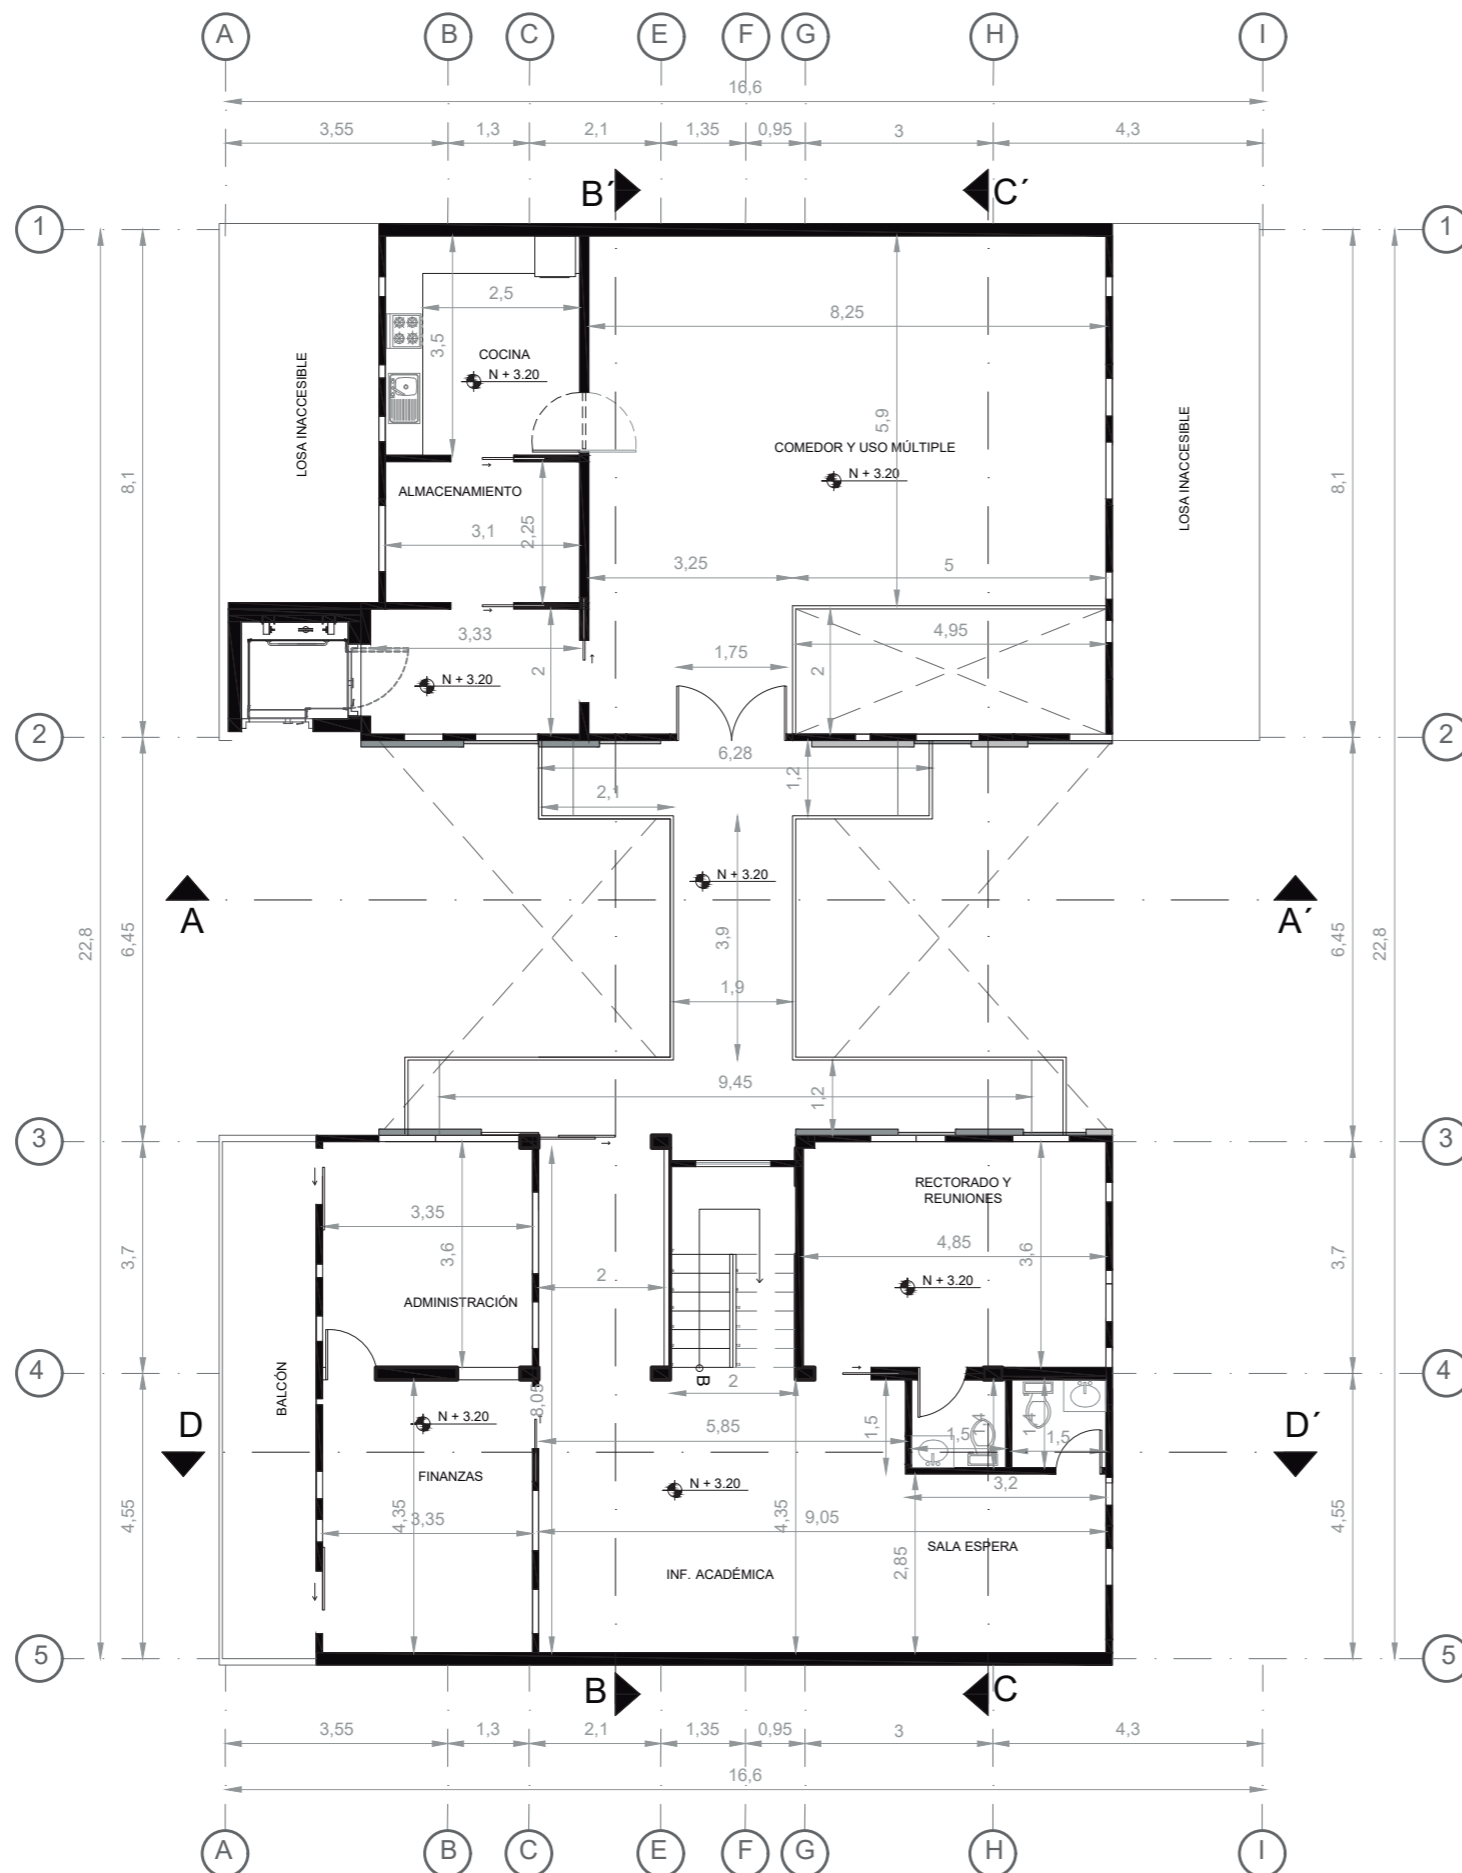 A B C E F G H I
16,6
3,55 1,3 2,1 1,35 0,95 3 4,3
B´ C´
1 1
2,5
8,25
3,5
COCINA
N + 3.20
LOSA INACCESIBLE
5,9
COMEDOR Y USO MÚLTIPLE
N + 3.20
LOSA INACCESIBLE
8,1
8,1
ALMACENAMIENTO
3,1
2,25
3,25 5
3,33
4,95
1,75
2
2
N + 3.20
2 2
6,28
1,2
2,1
N + 3.20
A A´
22,8
6,45
3,9
6,45
22,8
1,9
9,45
1,2
3 3
RECTORADO Y
REUNIONES
3,35
3,6
4,85
3,6
3,7
3,7
2
N + 3.20
ADMINISTRACIÓN
4 4
BALCÓN
B
2
8,05
N + 3.20
D D´
5,85
1,5
1,5
1,4
1,4
1,5
FINANZAS
N + 3.20
3,2
4,55
4,35
3,35
4,35
9,05
4,55
SALA ESPERA
2,85
INF. ACADÉMICA
5 5
B C
3,55 1,3 2,1 1,35 0,95 3 4,3
16,6
A B C E F G H I